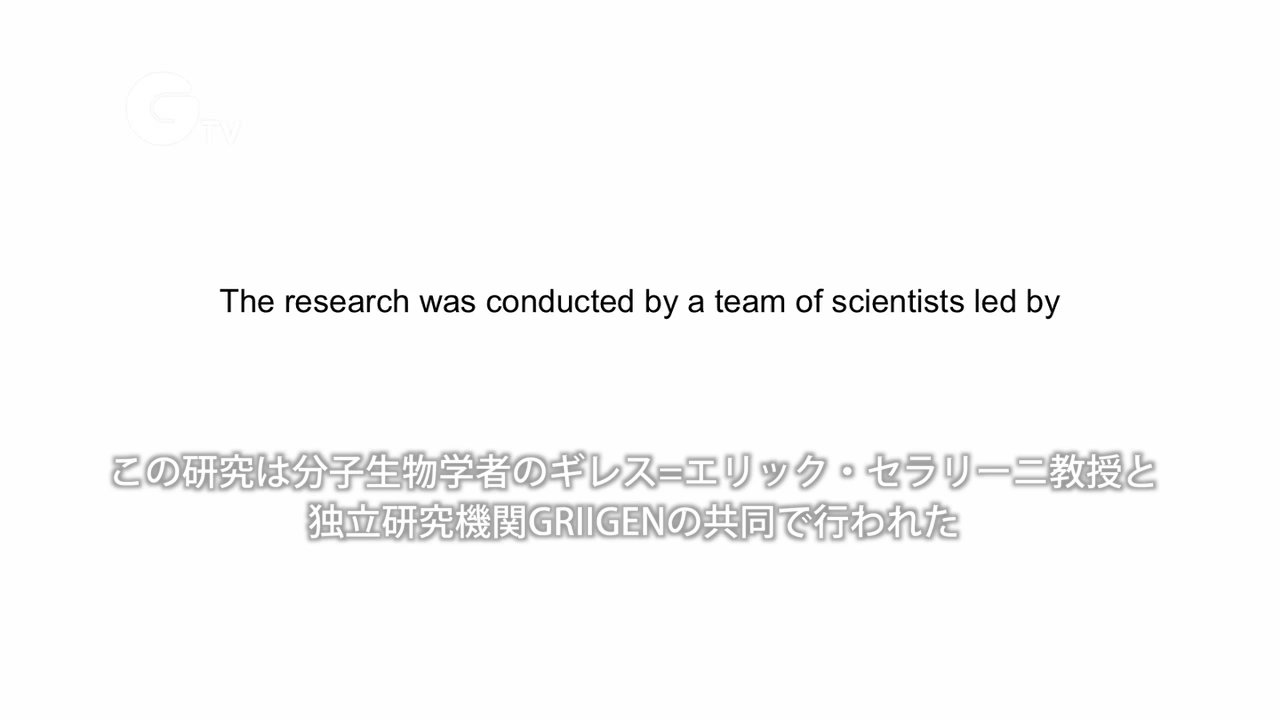 GTV
The research was conducted by a team of scientists led by
この研究は分子生物学者のギレス=エリック・セラリーニ教授と
独立研究機関GRIIGENの共同で行われた